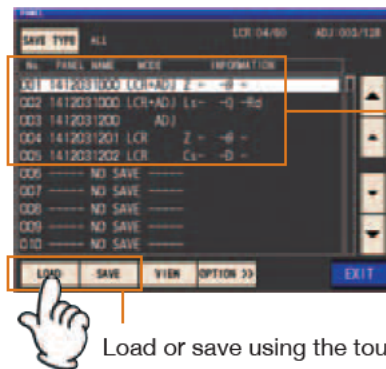 PANEL
SAVE TYPE ALL LCR:04/60 ADJ:003/128
No. PANEL NAME MODE INFORMATION
001 1412031000 LCR+ADJ Z - -θ -
002 1412031000 LCR+ADJ Ls- -Q -Rd
003 1412031200 ADJ
004 1412031201 LCR Z - -θ -
005 1412031202 LCR Cs- -D -
006 ----- NO SAVE -----
007 ----- NO SAVE -----
008 ----- NO SAVE -----
009 ----- NO SAVE -----
010 ----- NO SAVE -----
LOAD SAVE VIEW OPTION >> EXIT
Load or save using the tou